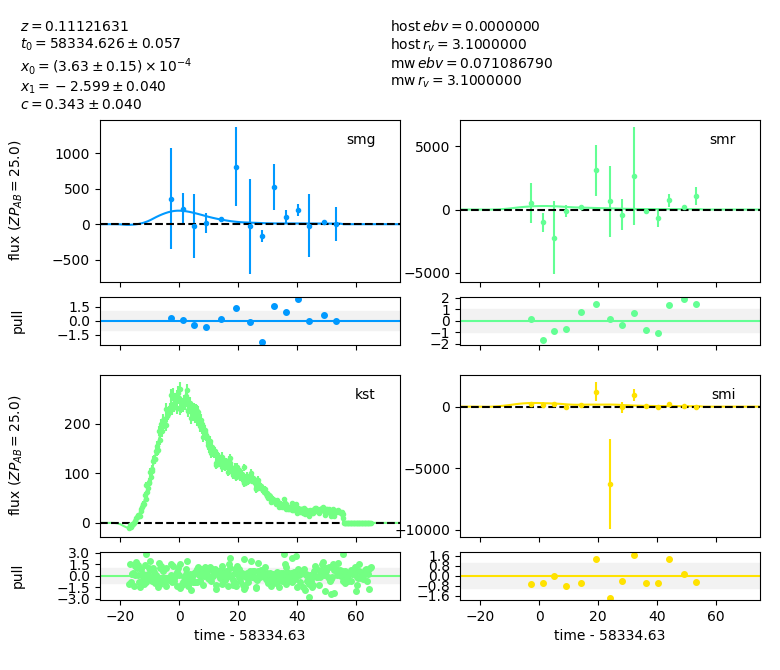 z = 0.11121631
t₀ = 58334.626 ± 0.057
x₀ = (3.63 ± 0.15) × 10⁻⁴
x₁ = −2.599 ± 0.040
c = 0.343 ± 0.040
host ebv = 0.0000000
host r_v = 3.1000000
mw ebv = 0.071086790
mw r_v = 3.1000000
smg
flux (ZP_AB = 25.0)
1000
500
0
−500
smr
5000
0
−5000
pull
1.5
0.0
−1.5
2
1
0
−1
−2
kst
flux (ZP_AB = 25.0)
200
100
0
smi
0
−5000
−10000
pull
3.0
1.5
0.0
−1.5
−3.0
1.6
0.8
0.0
−0.8
−1.6
−20 0 20 40 60
time - 58334.63
−20 0 20 40 60
time - 58334.63